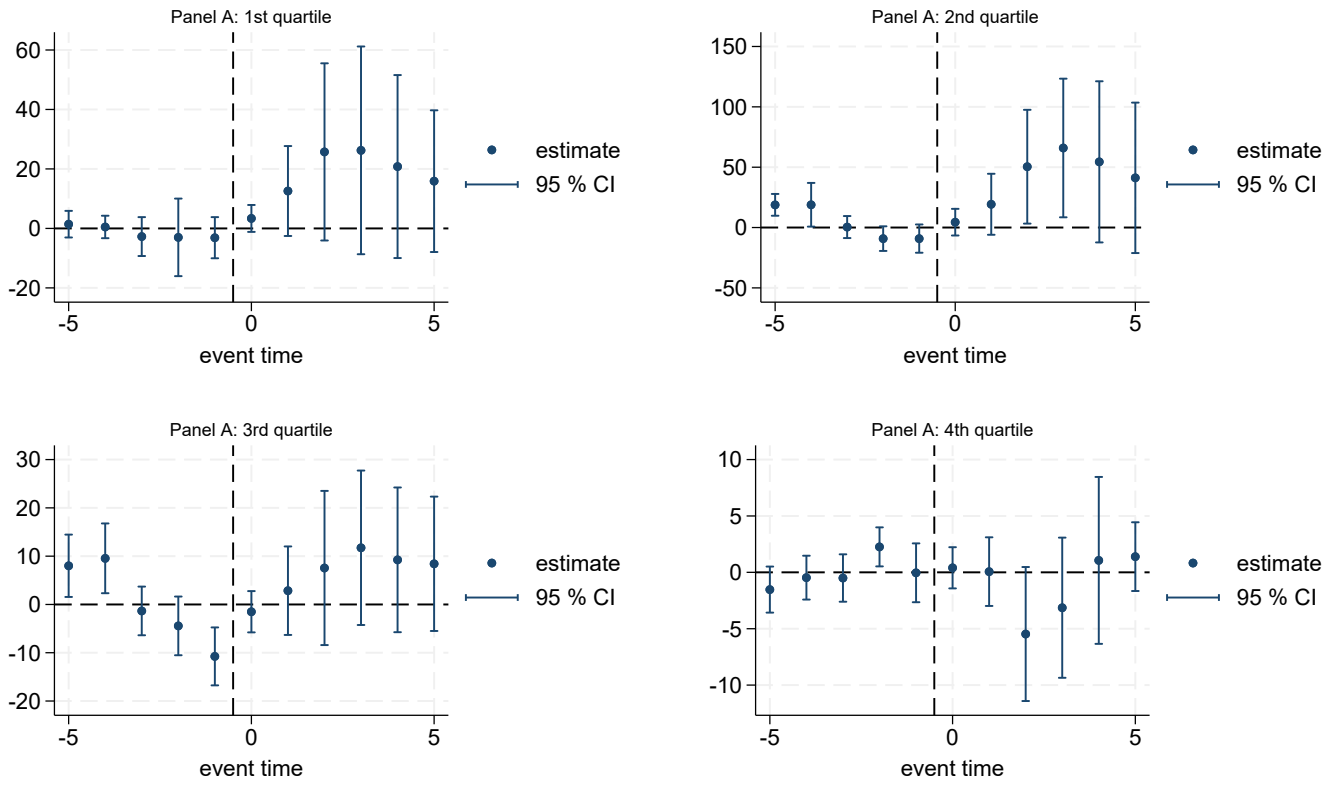 Panel A: 1st quartile
60
40
20
0
-20
-5 0 5
event time
estimate
95 % CI
Panel A: 2nd quartile
150
100
50
0
-50
-5 0 5
event time
estimate
95 % CI
Panel A: 3rd quartile
30
20
10
0
-10
-20
-5 0 5
event time
estimate
95 % CI
Panel A: 4th quartile
10
5
0
-5
-10
-5 0 5
event time
estimate
95 % CI